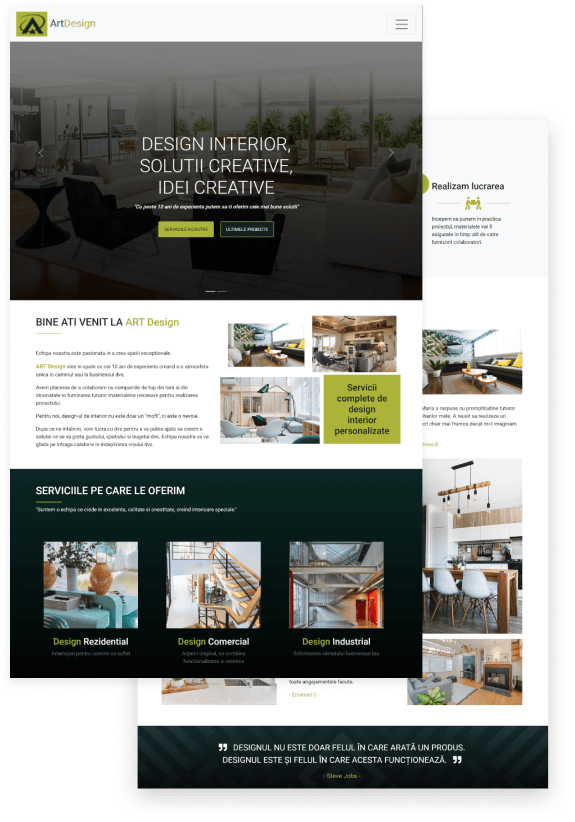 ArtDesign
DESIGN INTERIOR,
SOLUTII CREATIVE,
IDEI CREATIVE
"Cu peste 10 ani de experienta putem sa ti oferim cele mai bune solutii"
SERVICIILE NOASTRE
ULTIMELE PROIECTE
BINE ATI VENIT LA ART Design
Echipa noastra este pasionata in a crea spatii exceptionale.
ART Design vine in spate cu cei 10 ani de experienta creand o o atmosfera
unica in caminul sau la businessul dvs.
Avem placerea de a colabora cu companiile de top din tara si din
strainatate in furnizarea tuturor materialelor necesare pentru realizarea
proiectului.
Pentru noi, design-ul de interior nu este doar un "moft", ci este o nevoie.
Dupa ce ne intalnim, vom lucra cu dvs pentru a va putea ajuta sa creem o
solutie ce se va preta gustului, spatiului si bugetul dvs. Echipa noastra va va
ghida pe intraga calatorie in indeplinirea visului dvs.
Servicii
complete de
design
interior
personalizate
SERVICIILE PE CARE LE OFERIM
"Suntem o echipa ce crede in excelenta, calitate si onestitate, creind interioare speciale."
Design Rezidential
Amenajari pentru camine cu suflet
Design Comercial
Aspect original, ce combina
functionalitatea si estetica
Design Industrial
Schimbarea climatului businessul tau
Realizam lucrarea
Incepem sa punem in practica
proiectul, materialele vor fi
asigurate in timp util de catre
furnizorii colaboratori.
Maria a raspuns cu promptitudine tuturor
itarilor mele. A reusit sa realizeze un
ct chiar mai frumos decat mi-l imaginam
dreea B -
toate angajamentele facute.
- Emanuel C -
DESIGNUL NU ESTE DOAR FELUL ÎN CARE ARATĂ UN PRODUS.
DESIGNUL ESTE ȘI FELUL ÎN CARE ACESTA FUNCȚIONEAZĂ.
- Steve Jobs -